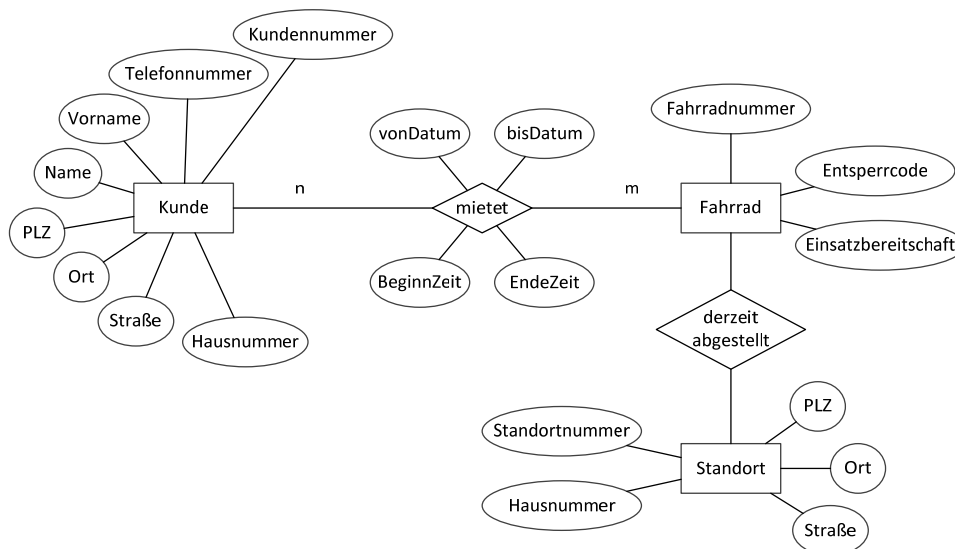 Kundennummer
Telefonnummer
Vorname
Name
PLZ
Ort
Straße
Hausnummer
Kunde
n
vonDatum
bisDatum
mietet
BeginnZeit
EndeZeit
m
Fahrradnummer
Entsperrcode
Fahrrad
Einsatzbereitschaft
derzeit
abgestellt
PLZ
Standortnummer
Standort
Ort
Hausnummer
Straße